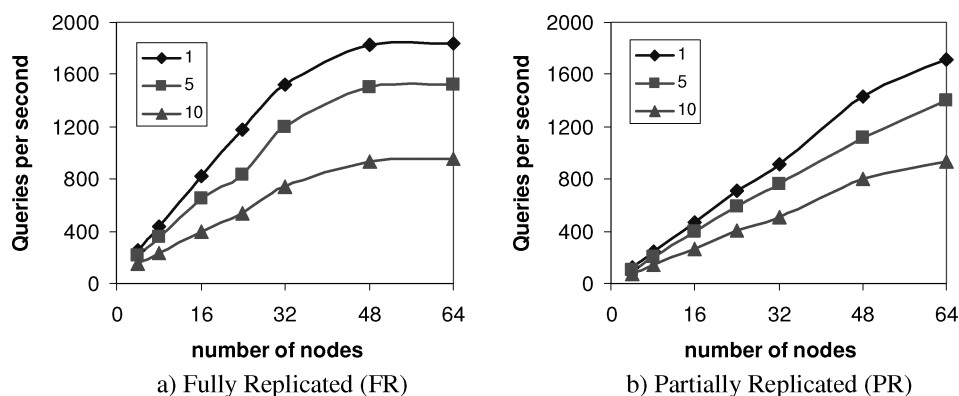 2000
1600
1200
800
400
0
Queries per second
1
5
10
0 16 32 48 64
number of nodes
a) Fully Replicated (FR)
2000
1600
1200
800
400
0
Queries per second
1
5
10
0 16 32 48 64
number of nodes
b) Partially Replicated (PR)